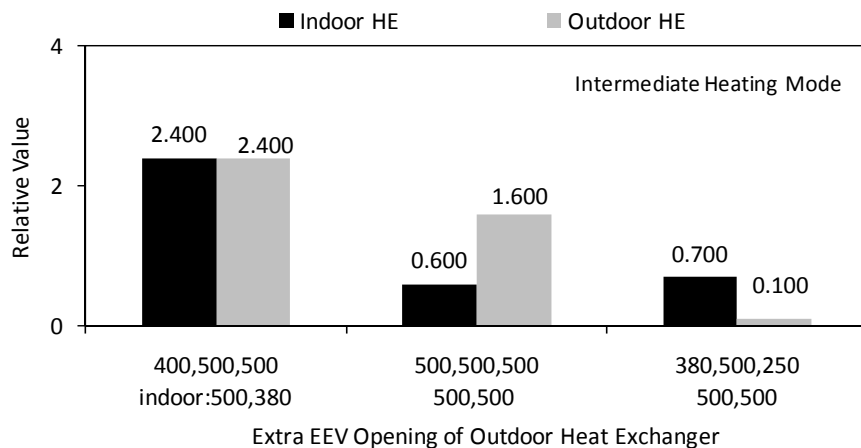 Indoor HE Outdoor HE
4
Intermediate Heating Mode
Relative Value
2.400 2.400
2
1.600
0.600
0.700
0.100
0
400,500,500 500,500,500 380,500,250
indoor:500,380 500,500 500,500
Extra EEV Opening of Outdoor Heat Exchanger